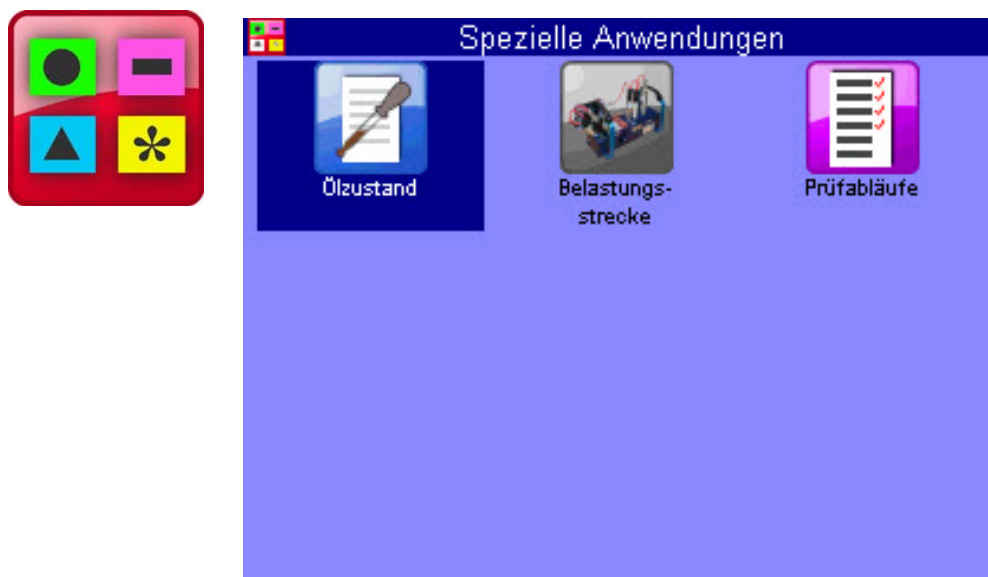 Spezielle Anwendungen
Ölzustand
Belastungs-
strecke
Prüfabläufe